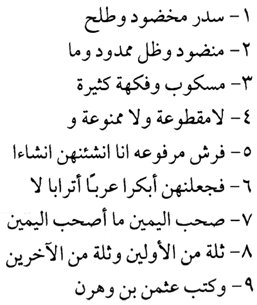 ١- سدر مخضود وطلح
٢- منضود وظل ممدود وما
٣- مسكوب وفكهة كثيرة
٤- لامقطوعة ولا ممنوعة و
٥- فرش مرفوعه انا انشئنهن انشاءا
٦- فجعلنهن أبكرا عربًا أترابا لا
٧- صحب اليمين ما أصحب اليمين
٨- ثلة من الأولين وثلة من الآخرين
٩- وكتب عثمن بن وهرن